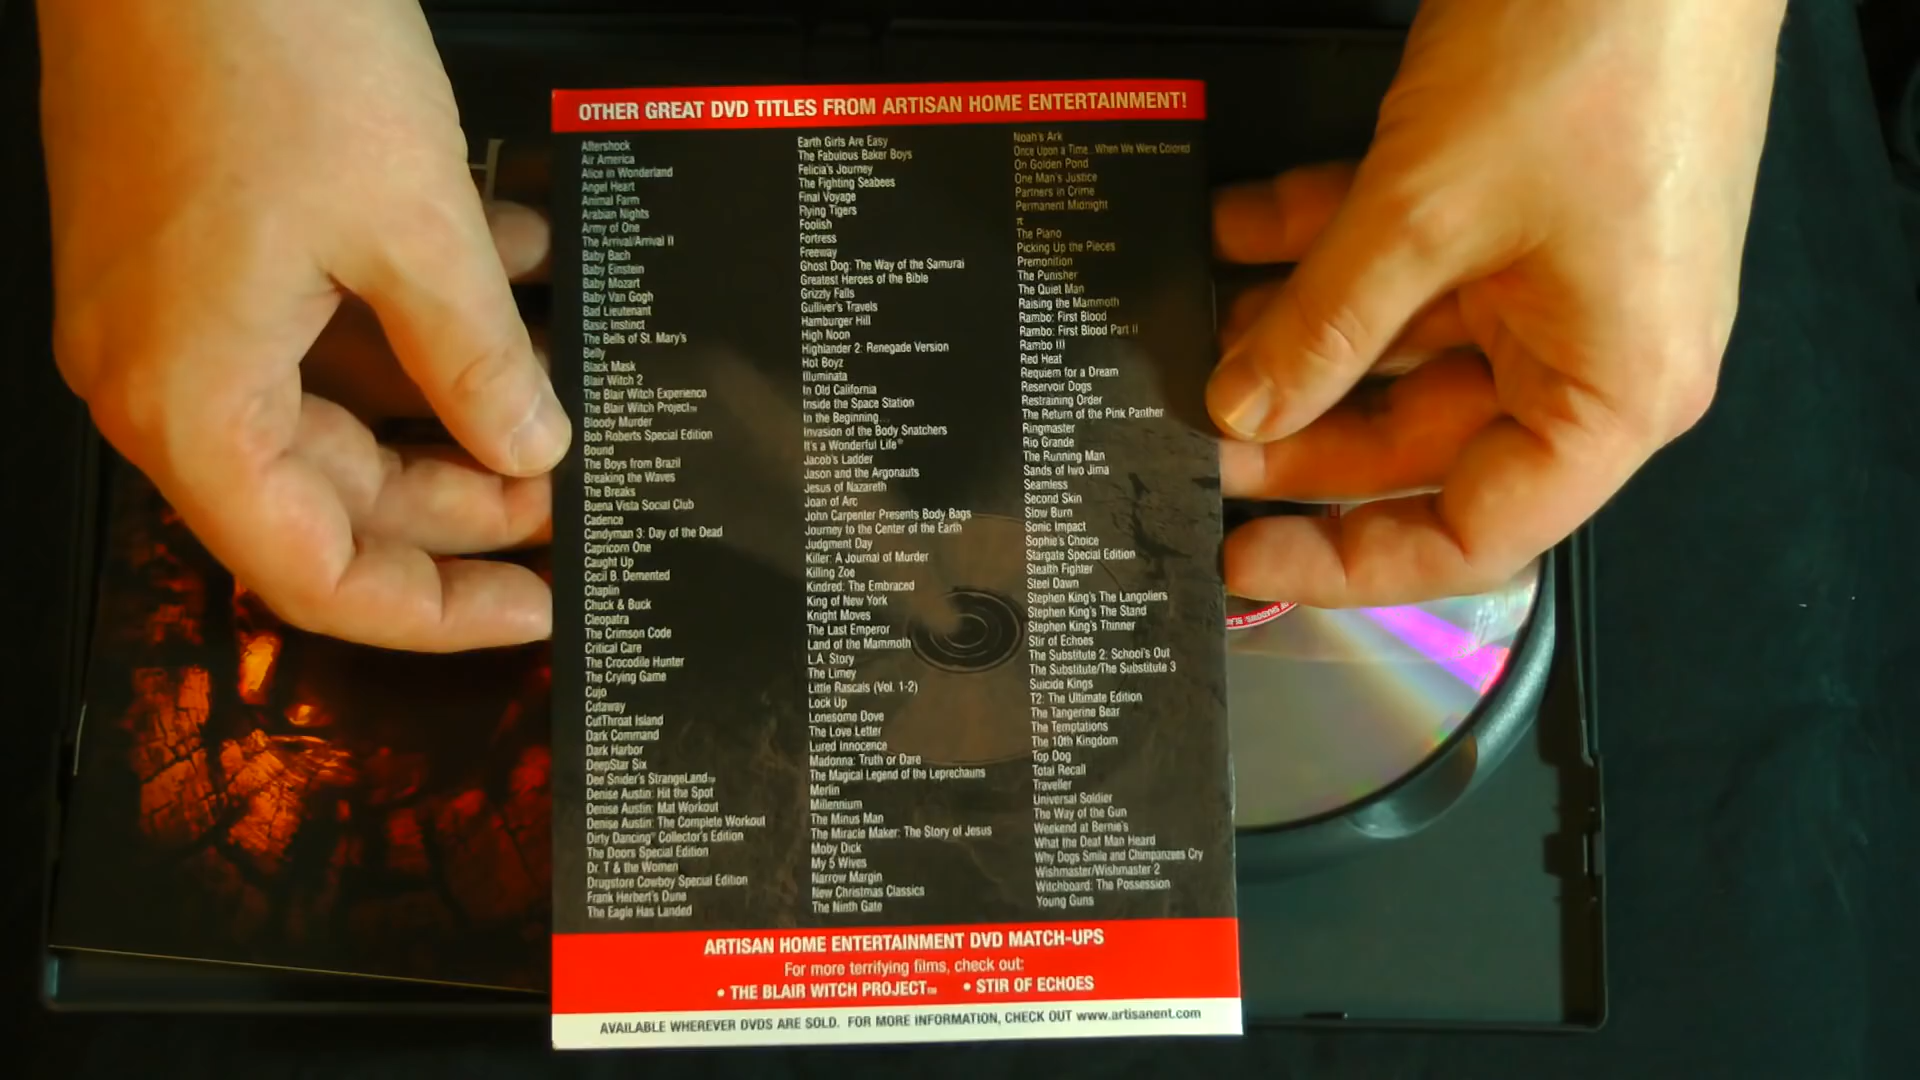 OTHER GREAT DVD TITLES FROM ARTISAN HOME ENTERTAINMENT!
Aftershock
Air America
Alice in Wonderland
Angel Heart
Animal Farm
Arabian Nights
Army of One
The Arrival/Arrival II
Baby Bach
Baby Einstein
Baby Mozart
Baby Van Gogh
Bad Lieutenant
Basic Instinct
The Bells of St. Mary's
Belly
Black Mask
Blair Witch 2
The Blair Witch Experience
The Blair Witch Project™
Bloody Murder
Bob Roberts Special Edition
Bound
The Boys from Brazil
Breaking the Waves
The Breaks
Buena Vista Social Club
Cadence
Candyman 3: Day of the Dead
Capricorn One
Caught Up
Cecil B. Demented
Chaplin
Chuck & Buck
Cleopatra
The Crimson Code
Critical Care
The Crocodile Hunter
The Crying Game
Cujo
Cutaway
CutThroat Island
Dark Command
Dark Harbor
DeepStar Six
Dee Snider's StrangeLand™
Denise Austin: Hit the Spot
Denise Austin: Mat Workout
Denise Austin: The Complete Workout
Dirty Dancing® Collector's Edition
The Doors Special Edition
Dr. T & the Women
Drugstore Cowboy Special Edition
Frank Herbert's Dune
The Eagle Has Landed
Earth Girls Are Easy
The Fabulous Baker Boys
Felicia's Journey
The Fighting Seabees
Final Voyage
Flying Tigers
Foolish
Fortress
Freeway
Ghost Dog: The Way of the Samurai
Greatest Heroes of the Bible
Grizzly Falls
Gulliver's Travels
Hamburger Hill
High Noon
Highlander 2: Renegade Version
Hot Boyz
Illuminata
In Old California
Inside the Space Station
In the Beginning...
Invasion of the Body Snatchers
It's a Wonderful Life®
Jacob's Ladder
Jason and the Argonauts
Jesus of Nazareth
Joan of Arc
John Carpenter Presents Body Bags
Journey to the Center of the Earth
Judgment Day
Killer: A Journal of Murder
Killing Zoe
Kindred: The Embraced
King of New York
Knight Moves
The Last Emperor
Land of the Mammoth
L.A. Story
The Limey
Little Rascals (Vol. 1-2)
Lock Up
Lonesome Dove
The Love Letter
Lured Innocence
Madonna: Truth or Dare
The Magical Legend of the Leprechauns
Merlin
Millennium
The Minus Man
The Miracle Maker: The Story of Jesus
Moby Dick
My 5 Wives
Narrow Margin
New Christmas Classics
The Ninth Gate
Noah's Ark
Once Upon a Time...When We Were Colored
On Golden Pond
One Man's Justice
Partners in Crime
Permanent Midnight
π
The Piano
Picking Up the Pieces
Premonition
The Punisher
The Quiet Man
Raising the Mammoth
Rambo: First Blood
Rambo: First Blood Part II
Rambo III
Red Heat
Requiem for a Dream
Reservoir Dogs
Restraining Order
The Return of the Pink Panther
Ringmaster
Rio Grande
The Running Man
Sands of Iwo Jima
Seamless
Second Skin
Slow Burn
Sonic Impact
Sophie's Choice
Stargate Special Edition
Stealth Fighter
Steel Dawn
Stephen King's The Langoliers
Stephen King's The Stand
Stephen King's Thinner
Stir of Echoes
The Substitute 2: School's Out
The Substitute/The Substitute 3
Suicide Kings
T2: The Ultimate Edition
The Tangerine Bear
The Temptations
The 10th Kingdom
Top Dog
Total Recall
Traveller
Universal Soldier
The Way of the Gun
Weekend at Bernie's
What the Deaf Man Heard
Why Dogs Smile and Chimpanzees Cry
Wishmaster/Wishmaster 2
Witchboard: The Possession
Young Guns
ARTISAN HOME ENTERTAINMENT DVD MATCH-UPS
For more terrifying films, check out:
• THE BLAIR WITCH PROJECT™ • STIR OF ECHOES
AVAILABLE WHEREVER DVDS ARE SOLD. FOR MORE INFORMATION, CHECK OUT www.artisanent.com